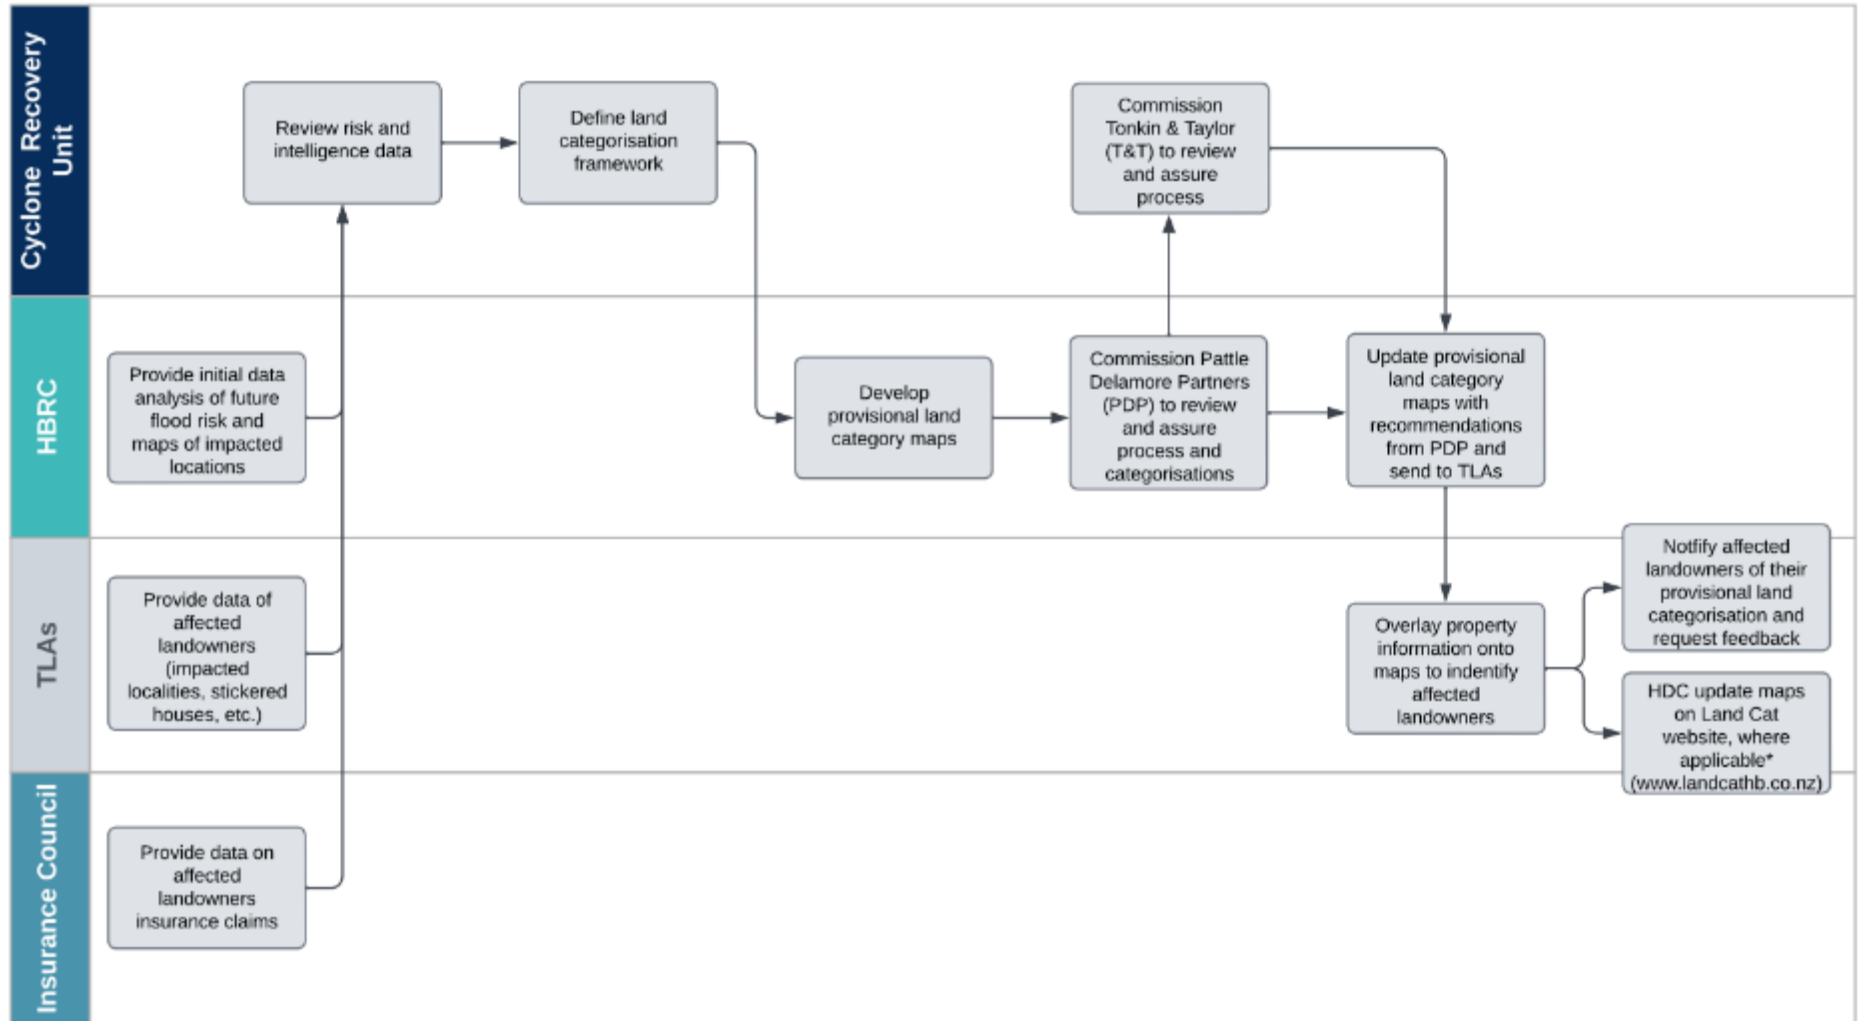 Cyclone Recovery
Unit
Review risk and
intelligence data
Define land
categorisation
framework
Commission
Tonkin & Taylor
(T&T) to review
and assure
process
HBRC
Provide initial data
analysis of future
flood risk and
maps of impacted
locations
Develop
provisional land
category maps
Commission Pattle
Delamore Partners
(PDP) to review
and assure
process and
categorisations
Update provisional
land category
maps with
recommendations
from PDP and
send to TLAs
TLAs
Provide data of
affected
landowners
(impacted
localities, stickered
houses, etc.)
Overlay property
information onto
maps to indentify
affected
landowners
Notfify affected
landowners of their
provisional land
categorisation and
request feedback
HDC update maps
on Land Cat
website, where
applicable*
(www.landcathb.co.nz)
Insurance Council
Provide data on
affected
landowners
insurance claims